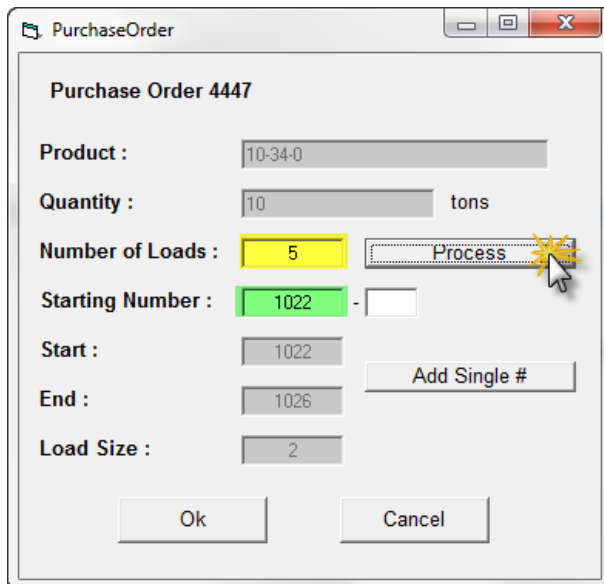 PurchaseOrder
Purchase Order 4447
Product : 10-34-0
Quantity : 10 tons
Number of Loads : 5 Process
Starting Number : 1022 -
Start : 1022
Add Single #
End : 1026
Load Size : 2
Ok Cancel